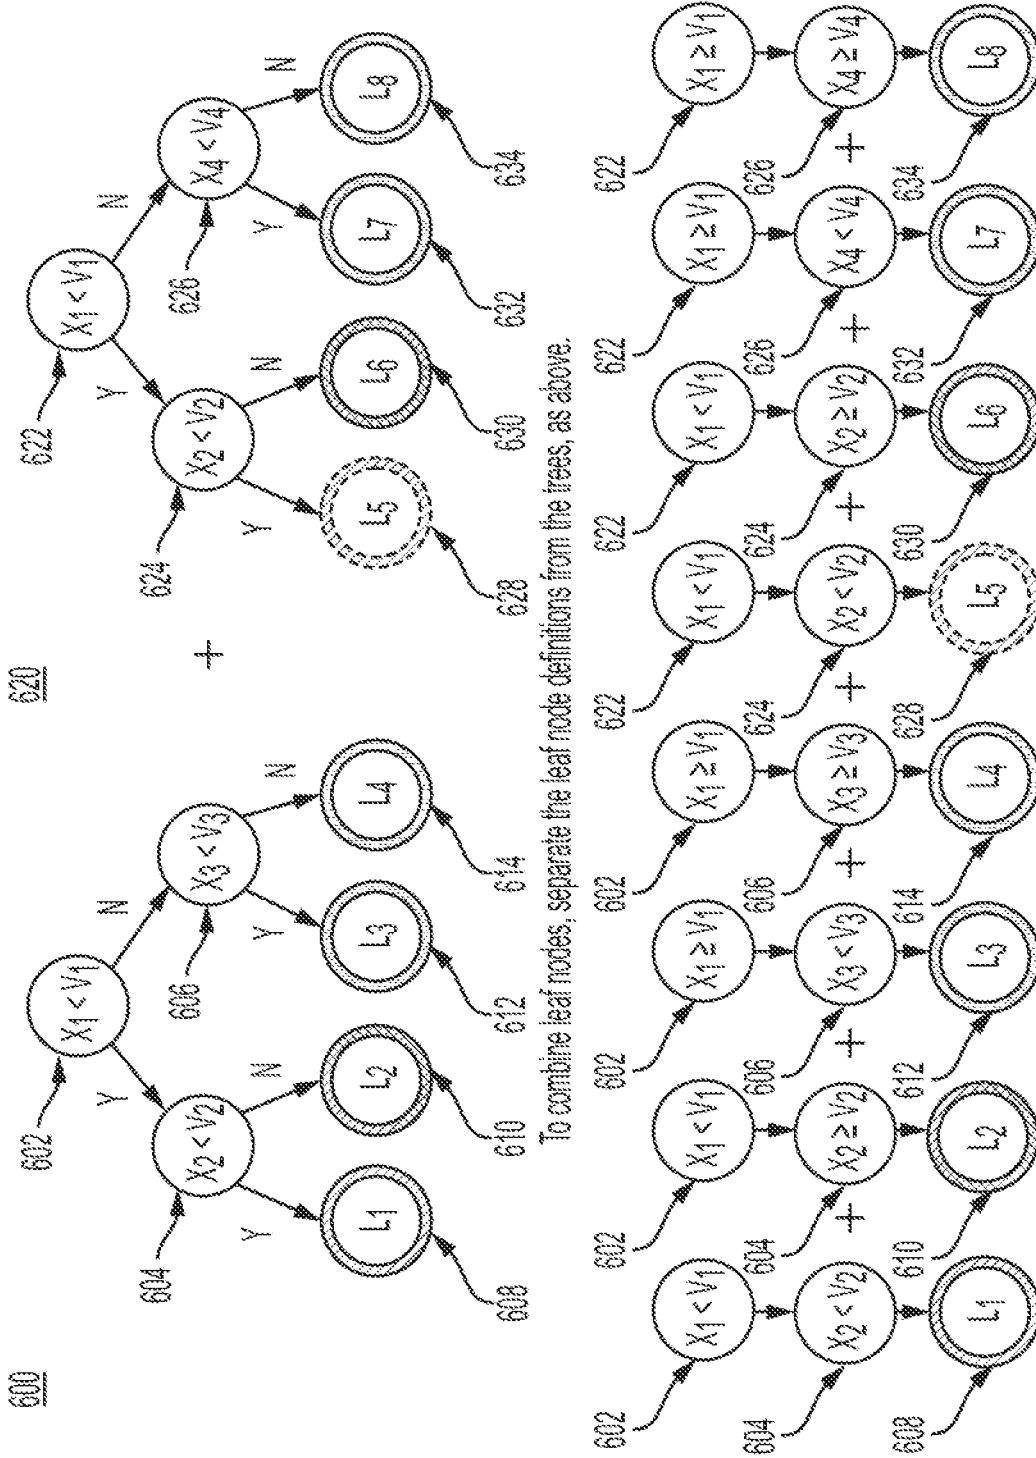 600
620
602
X1 < V1
Y
N
604
X2 < V2
606
X3 < V3
Y
N
Y
N
L1
L2
L3
L4
608
610
612
614
+
622
X1 < V1
Y
N
624
X2 < V2
626
X4 < V4
Y
N
Y
N
L5
L6
L7
L8
628
630
632
634
To combine leaf nodes, separate the leaf node definitions from the trees, as above.
602
X1 < V1
604
X2 < V2
608
L1
+
602
X1 < V1
604
X2 ≥ V2
610
L2
+
602
X1 ≥ V1
606
X3 < V3
612
L3
+
602
X1 ≥ V1
606
X3 ≥ V3
614
L4
+
622
X1 < V1
624
X2 < V2
628
L5
+
622
X1 < V1
624
X2 ≥ V2
630
L6
+
622
X1 ≥ V1
626
X4 < V4
632
L7
+
622
X1 ≥ V1
626
X4 ≥ V4
634
L8